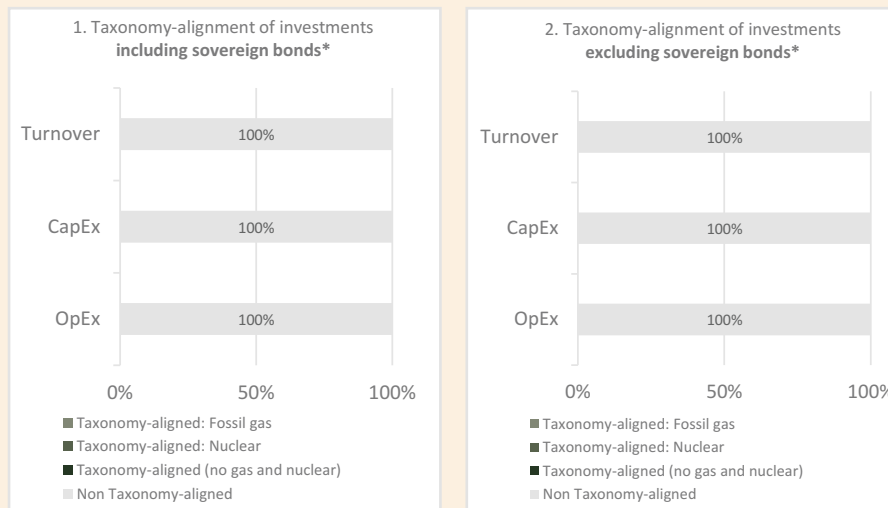 1. Taxonomy-alignment of investments
including sovereign bonds*
Turnover
100%
CapEx
100%
OpEx
100%
0%
50%
100%
Taxonomy-aligned: Fossil gas
Taxonomy-aligned: Nuclear
Taxonomy-aligned (no gas and nuclear)
Non Taxonomy-aligned
2. Taxonomy-alignment of investments
excluding sovereign bonds*
Turnover
100%
CapEx
100%
OpEx
100%
0%
50%
100%
Taxonomy-aligned: Fossil gas
Taxonomy-aligned: Nuclear
Taxonomy-aligned (no gas and nuclear)
Non Taxonomy-aligned